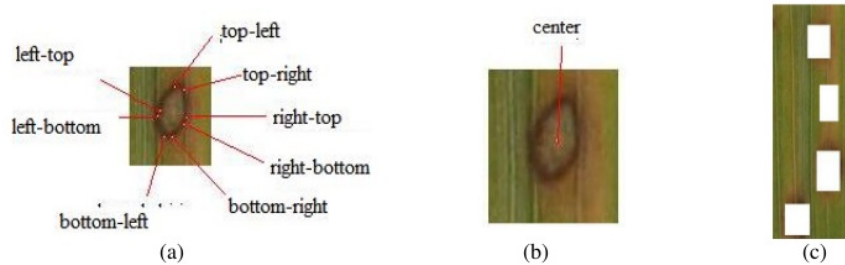 top-left
left-top
top-right
left-bottom
right-top
right-bottom
bottom-left
bottom-right
(a)
center
(b)
(c)